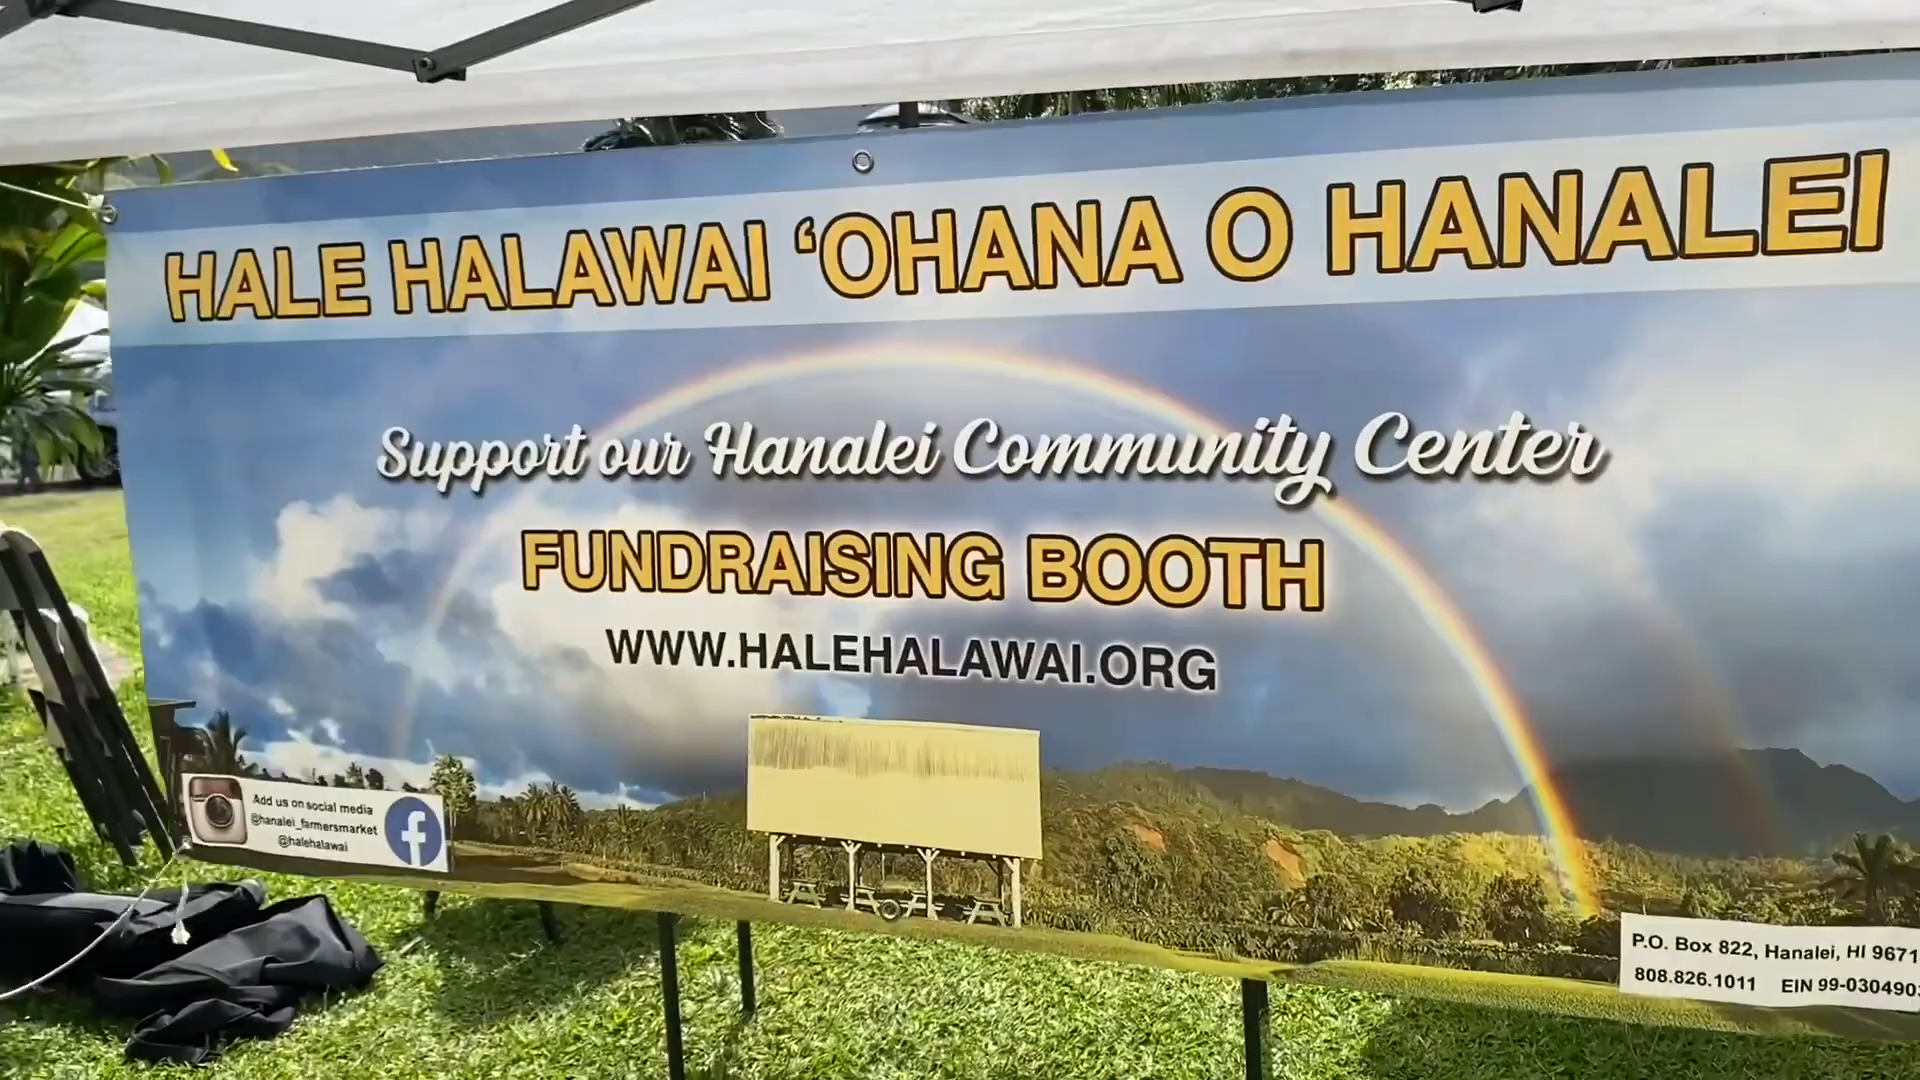 HALE HALAWAI ‘OHANA O HANALEI
Support our Hanalei Community Center
FUNDRAISING BOOTH
WWW.HALEHALAWAI.ORG
Add us on social media
@hanalei_farmersmarket
@halehalawai
f
P.O. Box 822, Hanalei, HI
808.826.1011 EIN